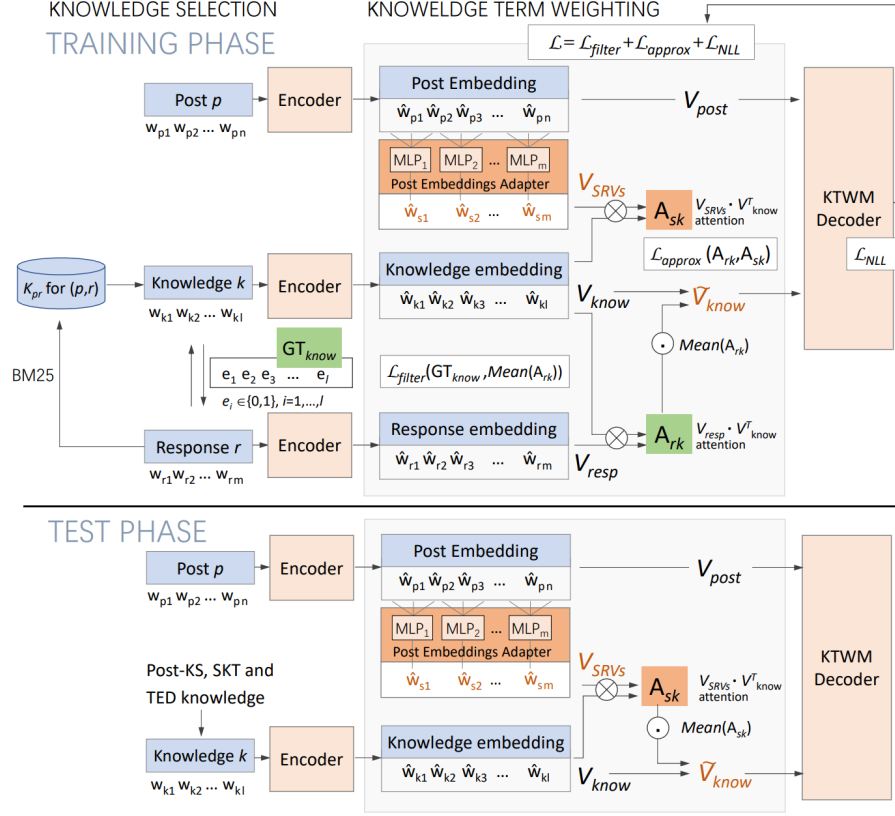 KNOWLEDGE SELECTION
KNOWELDGE TERM WEIGHTING
TRAINING PHASE
ℒ = ℒfilter + ℒapprox + ℒNLL
Post p
wp1 wp2 ... wpn
Encoder
Post Embedding
ŵp1 ŵp2 ŵp3 ... ŵpn
Vpost
MLP1 MLP2 ... MLPm
Post Embeddings Adapter
ŵs1 ŵs2 ... ŵsm
VSRVs
Ask
VSRVs · VTknow
attention
KTWM
Decoder
ℒapprox (Ark,Ask)
ℒNLL
Kpr for (p,r)
Knowledge k
wk1 wk2 ... wkl
Encoder
Knowledge embedding
ŵk1 ŵk2 ŵk3 ... ŵkl
Vknow
Ṽknow
Mean(Ark)
BM25
GTknow
e1 e2 e3 ... el
ei ∈{0,1}, i=1,...,l
ℒfilter(GTknow,Mean(Ark))
Response r
wr1 wr2 ... wrm
Encoder
Response embedding
ŵr1 ŵr2 ŵr3 ... ŵrm
Vresp
Ark
Vresp · VTknow
attention
TEST PHASE
Post p
wp1 wp2 ... wpn
Encoder
Post Embedding
ŵp1 ŵp2 ŵp3 ... ŵpn
Vpost
MLP1 MLP2 ... MLPm
Post Embeddings Adapter
ŵs1 ŵs2 ... ŵsm
VSRVs
Ask
VSRVs · VTknow
attention
KTWM
Decoder
Post-KS, SKT and
TED knowledge
Mean(Ask)
Knowledge k
wk1 wk2 ... wkl
Encoder
Knowledge embedding
ŵk1 ŵk2 ŵk3 ... ŵkl
Vknow
Ṽknow